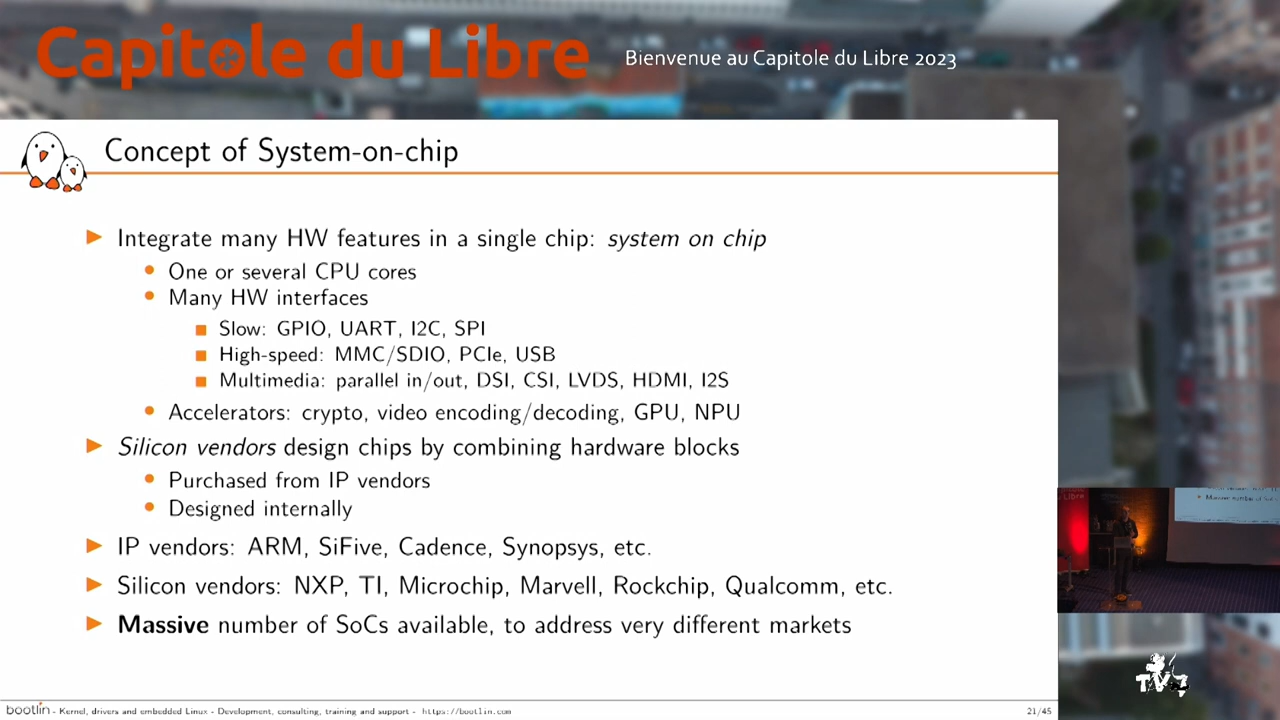 Capitole du Libre
Bienvenue au Capitole du Libre 2023
Concept of System-on-chip
Integrate many HW features in a single chip: system on chip
One or several CPU cores
Many HW interfaces
Slow: GPIO, UART, I2C, SPI
High-speed: MMC/SDIO, PCIe, USB
Multimedia: parallel in/out, DSI, CSI, LVDS, HDMI, I2S
Accelerators: crypto, video encoding/decoding, GPU, NPU
Silicon vendors design chips by combining hardware blocks
Purchased from IP vendors
Designed internally
IP vendors: ARM, SiFive, Cadence, Synopsys, etc.
Silicon vendors: NXP, TI, Microchip, Marvell, Rockchip, Qualcomm, etc.
Massive number of SoCs available, to address very different markets
bootlin - Kernel, drivers and embedded Linux - Development, consulting, training and support - https://bootlin.com
21/45